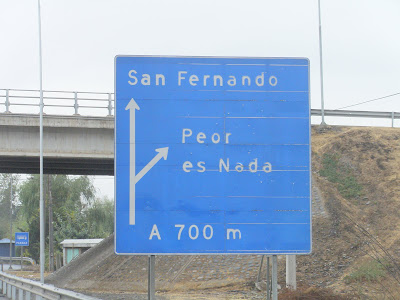 San Fernando
Peor
es Nada
A 700 m